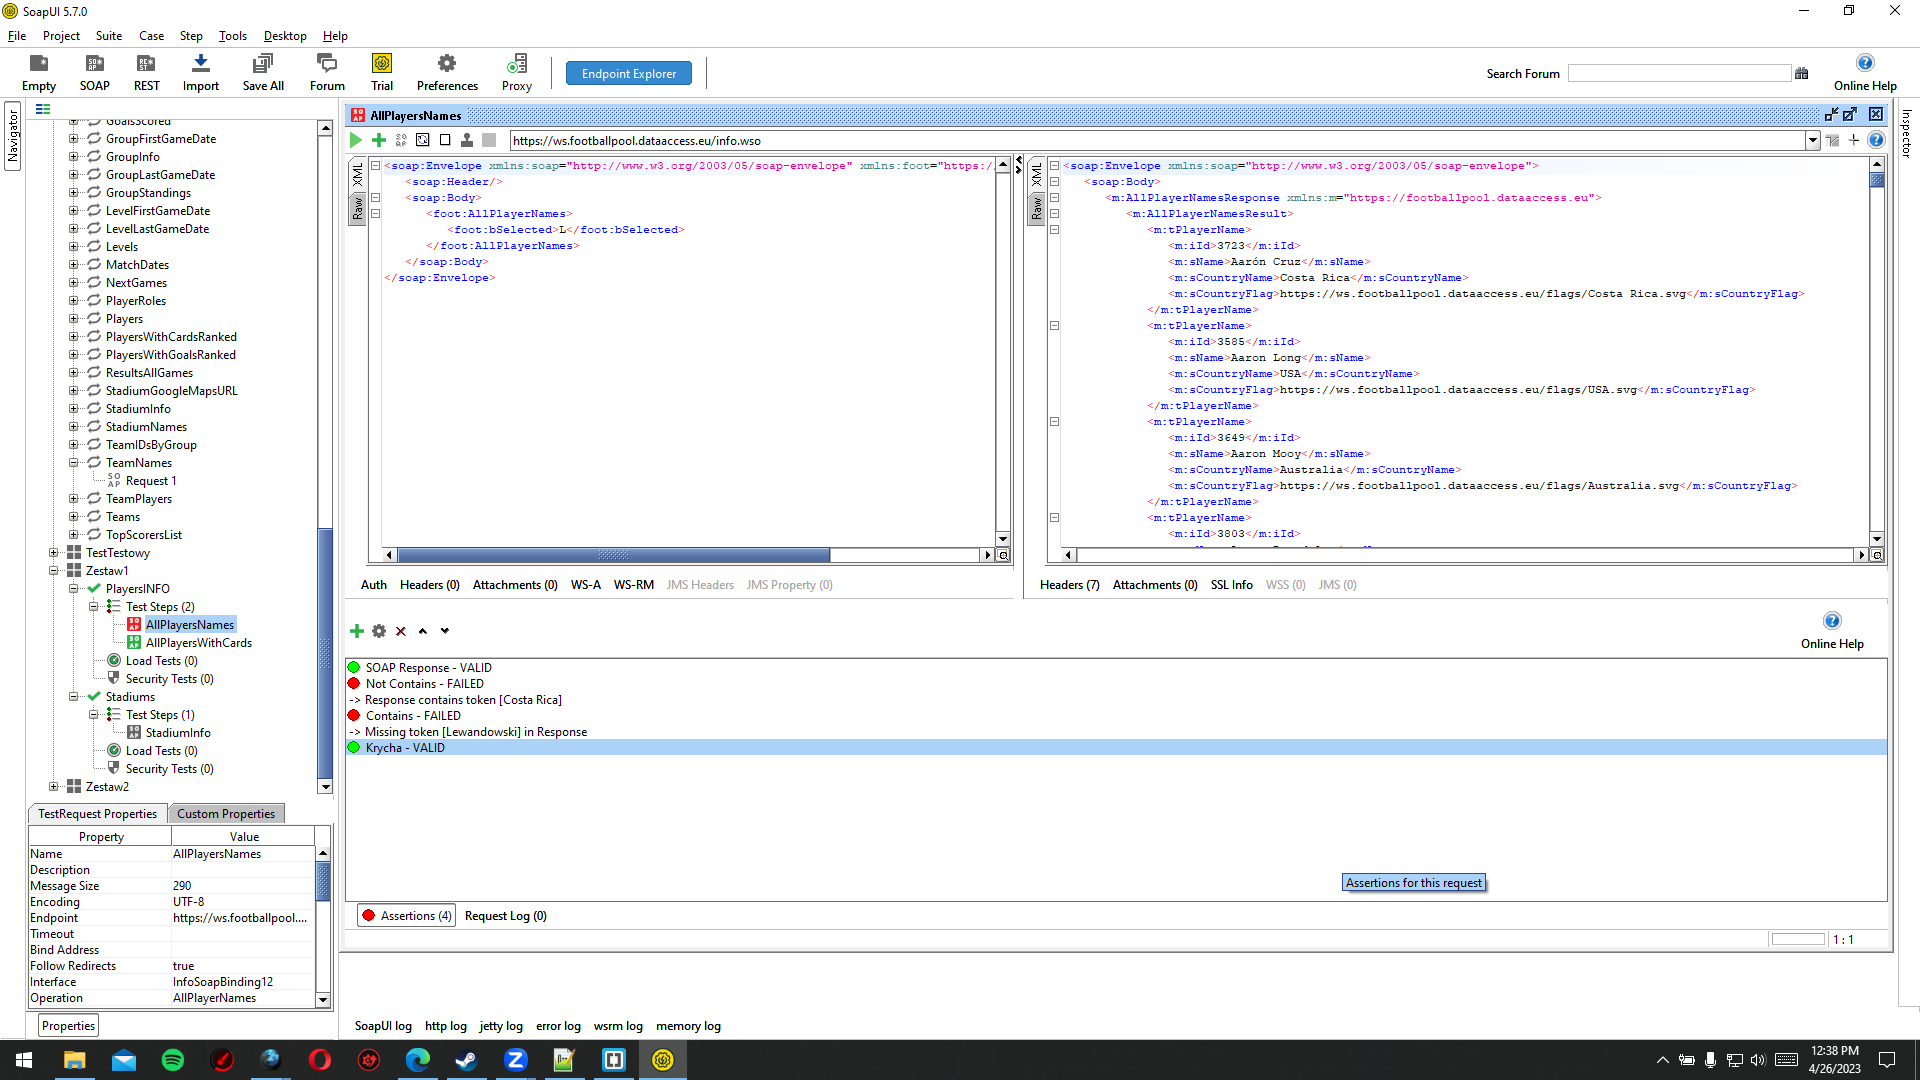 SoapUI 5.7.0
File Project Suite Case Step Tools Desktop Help
Empty SOAP REST Import Save All Forum Trial Preferences Proxy
Endpoint Explorer
Search Forum
Online Help
Navigator
GoalsScored
GroupFirstGameDate
GroupInfo
GroupLastGameDate
GroupStandings
LevelFirstGameDate
LevelLastGameDate
Levels
MatchDates
NextGames
PlayerRoles
Players
PlayersWithCardsRanked
PlayersWithGoalsRanked
ResultsAllGames
StadiumGoogleMapsURL
StadiumInfo
StadiumNames
TeamIDsByGroup
TeamNames
Request 1
TeamPlayers
Teams
TopScorersList
TestTestowy
Zestaw1
PlayersINFO
Test Steps (2)
AllPlayersNames
AllPlayersWithCards
Load Tests (0)
Security Tests (0)
Stadiums
Test Steps (1)
StadiumInfo
Load Tests (0)
Security Tests (0)
Zestaw2
TestRequest Properties Custom Properties
Property Value
Name AllPlayersNames
Description
Message Size 290
Encoding UTF-8
Endpoint https://ws.footballpool....
Timeout
Bind Address
Follow Redirects true
Interface InfoSoapBinding12
Operation AllPlayerNames
Properties
AllPlayersNames
https://ws.footballpool.dataaccess.eu/info.wso
XML
Raw
<soap:Envelope xmlns:soap="http://www.w3.org/2003/05/soap-envelope" xmlns:foot="https:/
<soap:Header/>
<soap:Body>
<foot:AllPlayerNames>
<foot:bSelected>L</foot:bSelected>
</foot:AllPlayerNames>
</soap:Body>
</soap:Envelope>
XML
Raw
<soap:Envelope xmlns:soap="http://www.w3.org/2003/05/soap-envelope">
<soap:Body>
<m:AllPlayerNamesResponse xmlns:m="https://footballpool.dataaccess.eu">
<m:AllPlayerNamesResult>
<m:tPlayerName>
<m:iId>3723</m:iId>
<m:sName>Aarón Cruz</m:sName>
<m:sCountryName>Costa Rica</m:sCountryName>
<m:sCountryFlag>https://ws.footballpool.dataaccess.eu/flags/Costa Rica.svg</m:sCountryFlag>
</m:tPlayerName>
<m:tPlayerName>
<m:iId>3585</m:iId>
<m:sName>Aaron Long</m:sName>
<m:sCountryName>USA</m:sCountryName>
<m:sCountryFlag>https://ws.footballpool.dataaccess.eu/flags/USA.svg</m:sCountryFlag>
</m:tPlayerName>
<m:tPlayerName>
<m:iId>3649</m:iId>
<m:sName>Aaron Mooy</m:sName>
<m:sCountryName>Australia</m:sCountryName>
<m:sCountryFlag>https://ws.footballpool.dataaccess.eu/flags/Australia.svg</m:sCountryFlag>
</m:tPlayerName>
<m:tPlayerName>
<m:iId>3803</m:iId>
Auth Headers (0) Attachments (0) WS-A WS-RM JMS Headers JMS Property (0)
Headers (7) Attachments (0) SSL Info WSS (0) JMS (0)
Online Help
SOAP Response - VALID
Not Contains - FAILED
-> Response contains token [Costa Rica]
Contains - FAILED
-> Missing token [Lewandowski] in Response
Krycha - VALID
Assertions for this request
Assertions (4) Request Log (0)
1 : 1
SoapUI log http log jetty log error log wsrm log memory log
Inspector
12:38 PM
4/26/2023